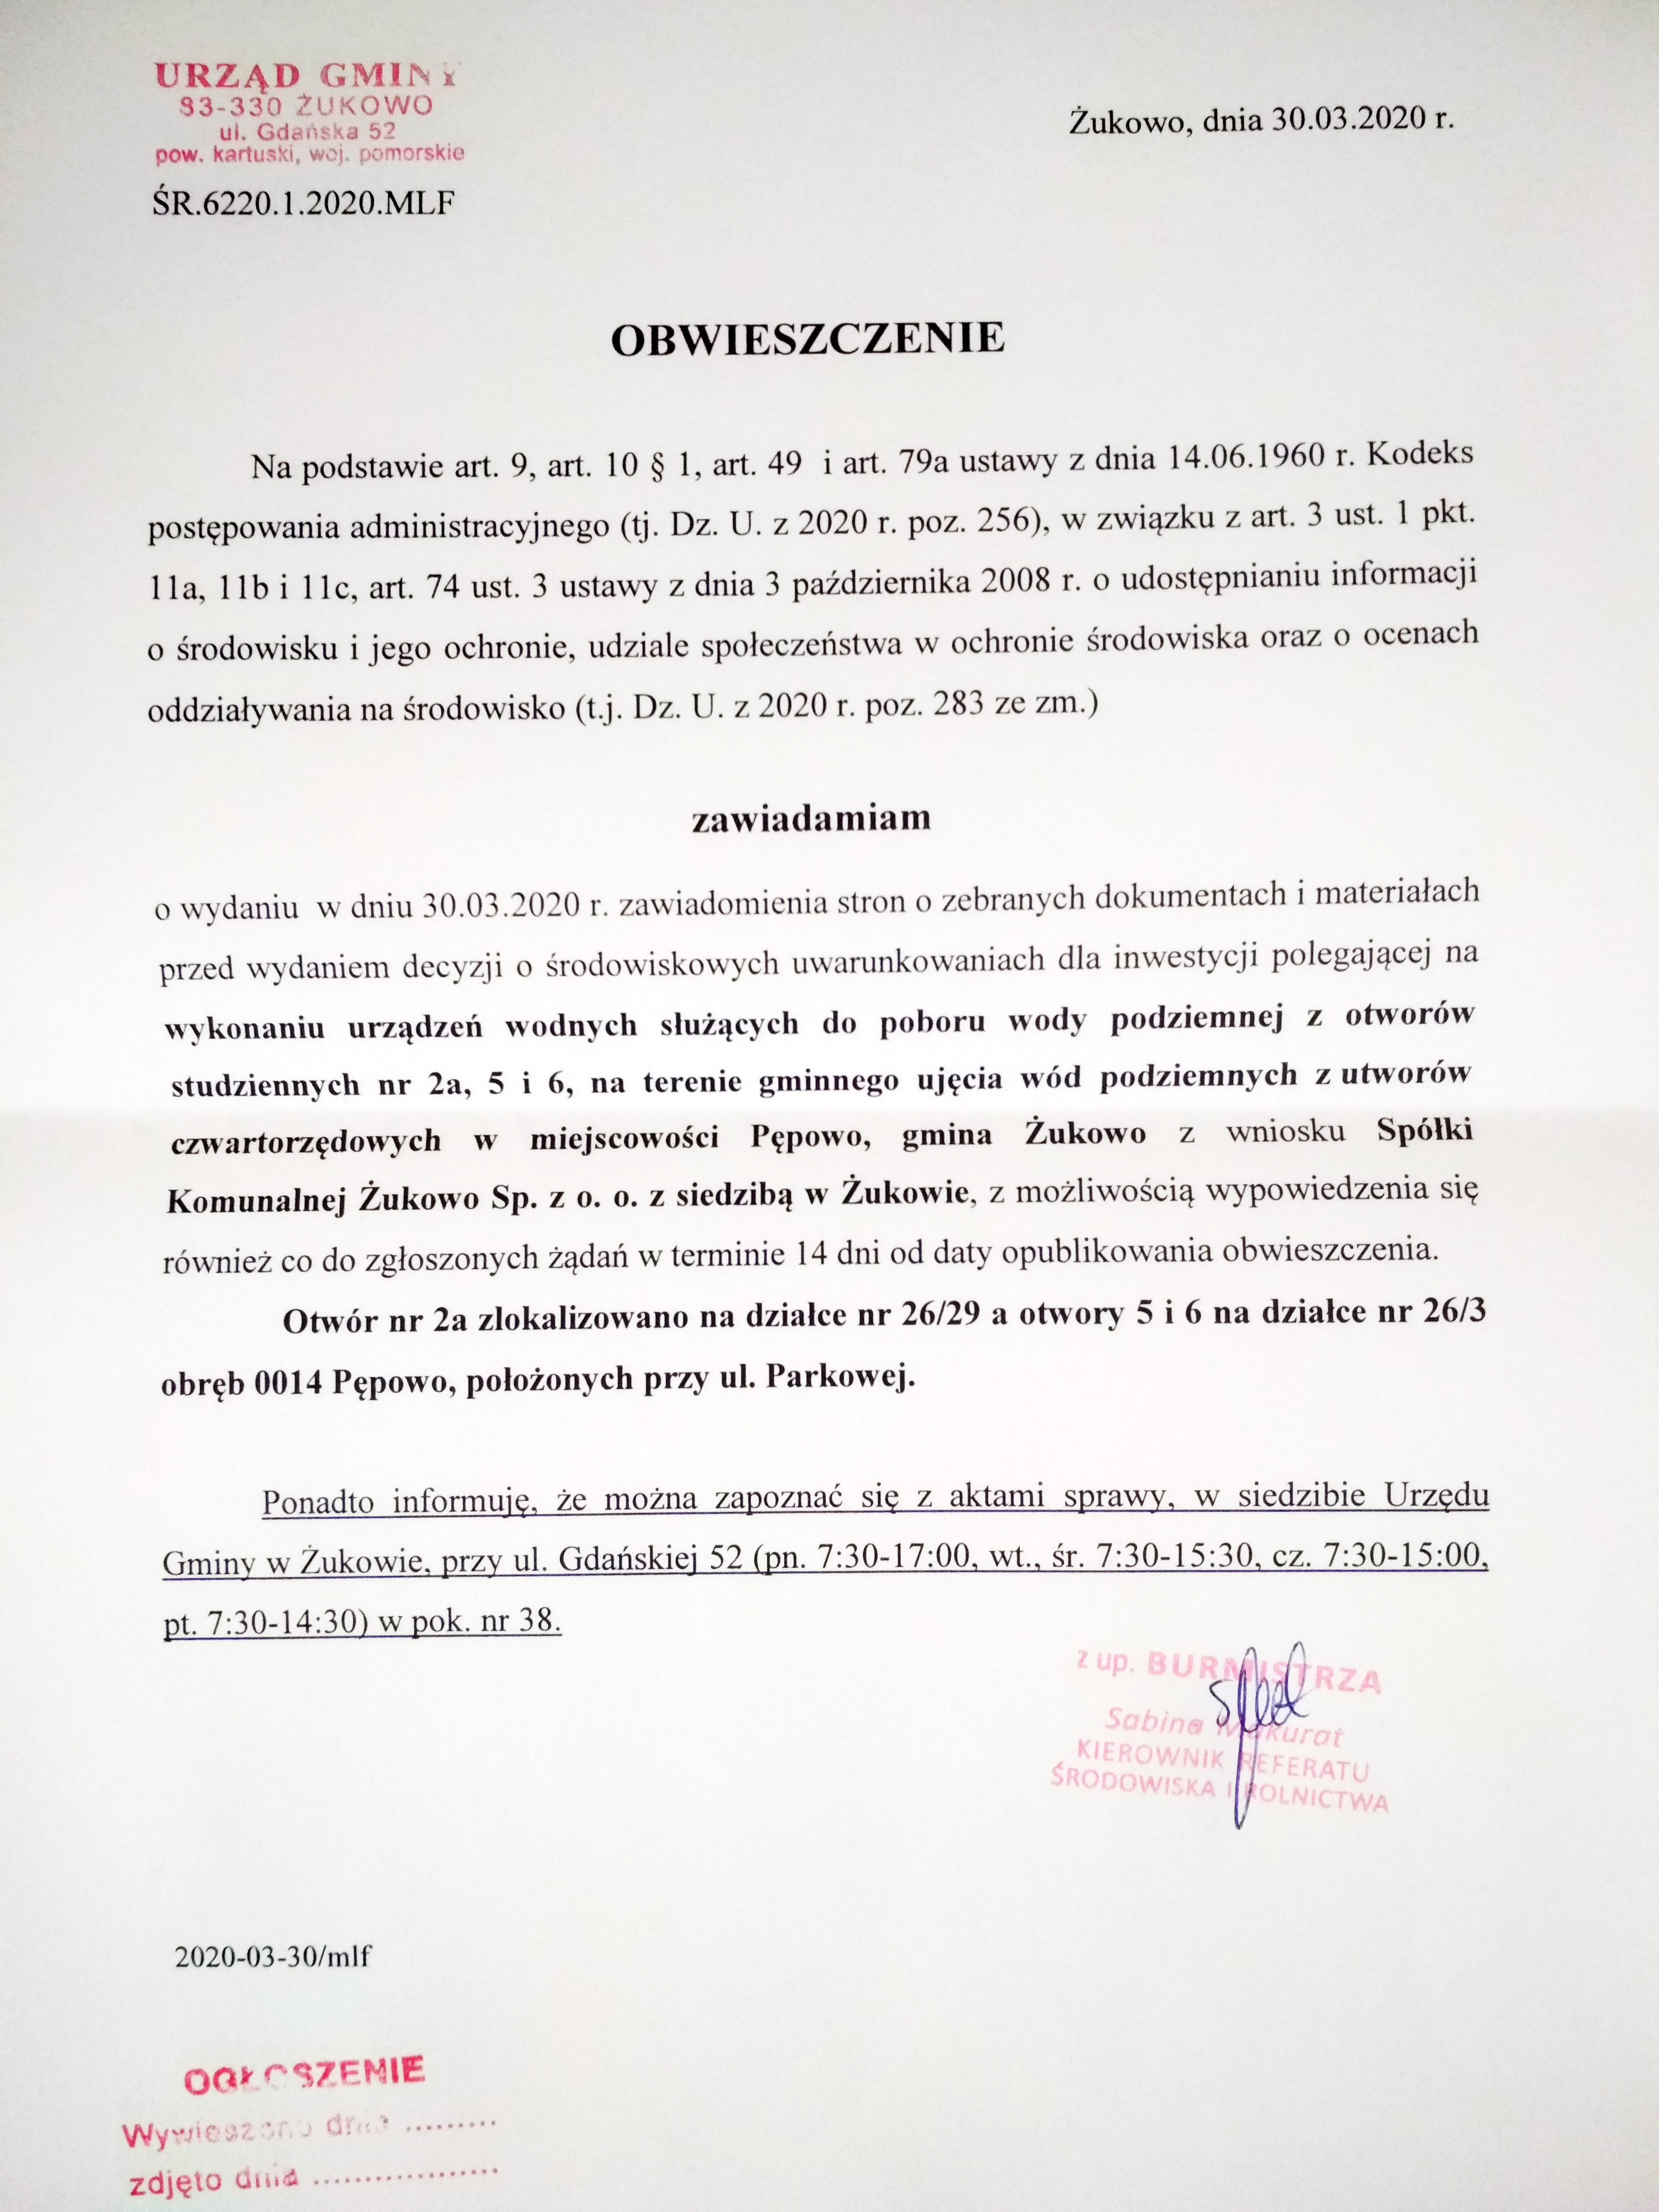 URZĄD GMINY
83-330 ŻUKOWO
ul. Gdańska 52
pow. kartuski, woj. pomorskie
Żukowo, dnia 30.03.2020 r.
ŚR.6220.1.2020.MLF
OBWIESZCZENIE
Na podstawie art. 9, art. 10 § 1, art. 49 i art. 79a ustawy z dnia 14.06.1960 r. Kodeks
postępowania administracyjnego (tj. Dz. U. z 2020 r. poz. 256), w związku z art. 3 ust. 1 pkt.
11a, 11b i 11c, art. 74 ust. 3 ustawy z dnia 3 października 2008 r. o udostępnianiu informacji
o środowisku i jego ochronie, udziale społeczeństwa w ochronie środowiska oraz o ocenach
oddziaływania na środowisko (t.j. Dz. U. z 2020 r. poz. 283 ze zm.)
zawiadamiam
o wydaniu w dniu 30.03.2020 r. zawiadomienia stron o zebranych dokumentach i materiałach
przed wydaniem decyzji o środowiskowych uwarunkowaniach dla inwestycji polegającej na
wykonaniu urządzeń wodnych służących do poboru wody podziemnej z otworów
studziennych nr 2a, 5 i 6, na terenie gminnego ujęcia wód podziemnych z utworów
czwartorzędowych w miejscowości Pępowo, gmina Żukowo z wniosku Spółki
Komunalnej Żukowo Sp. z o. o. z siedzibą w Żukowie, z możliwością wypowiedzenia się
również co do zgłoszonych żądań w terminie 14 dni od daty opublikowania obwieszczenia.
Otwór nr 2a zlokalizowano na działce nr 26/29 a otwory 5 i 6 na działce nr 26/3
obręb 0014 Pępowo, położonych przy ul. Parkowej.
Ponadto informuję, że można zapoznać się z aktami sprawy, w siedzibie Urzędu
Gminy w Żukowie, przy ul. Gdańskiej 52 (pn. 7:30-17:00, wt., śr. 7:30-15:30, cz. 7:30-15:00,
pt. 7:30-14:30) w pok. nr 38.
z up. BURMISTRZA
Sabina Makurat
KIEROWNIK REFERATU
ŚRODOWISKA I ROLNICTWA
2020-03-30/mlf
OGŁOSZENIE
Wywieszono dnia .........
zdjęto dnia ...................